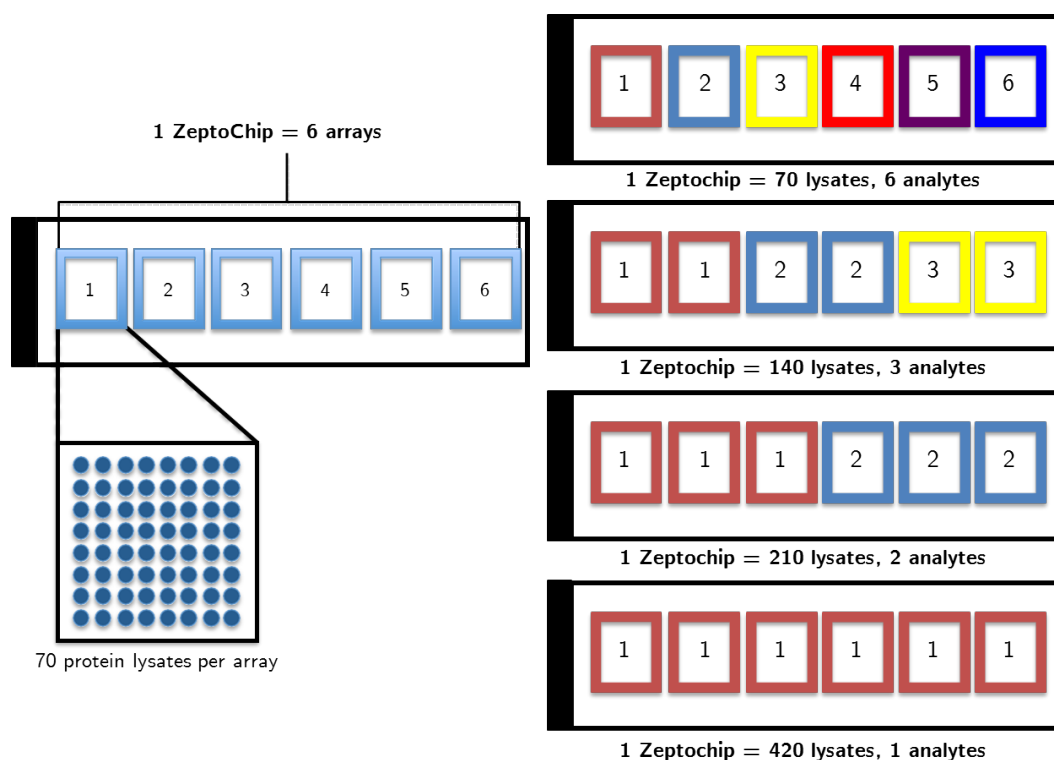 1 ZeptoChip = 6 arrays
1 2 3 4 5 6
70 protein lysates per array
1 2 3 4 5 6
1 Zeptochip = 70 lysates, 6 analytes
1 1 2 2 3 3
1 Zeptochip = 140 lysates, 3 analytes
1 1 1 2 2 2
1 Zeptochip = 210 lysates, 2 analytes
1 1 1 1 1 1
1 Zeptochip = 420 lysates, 1 analytes